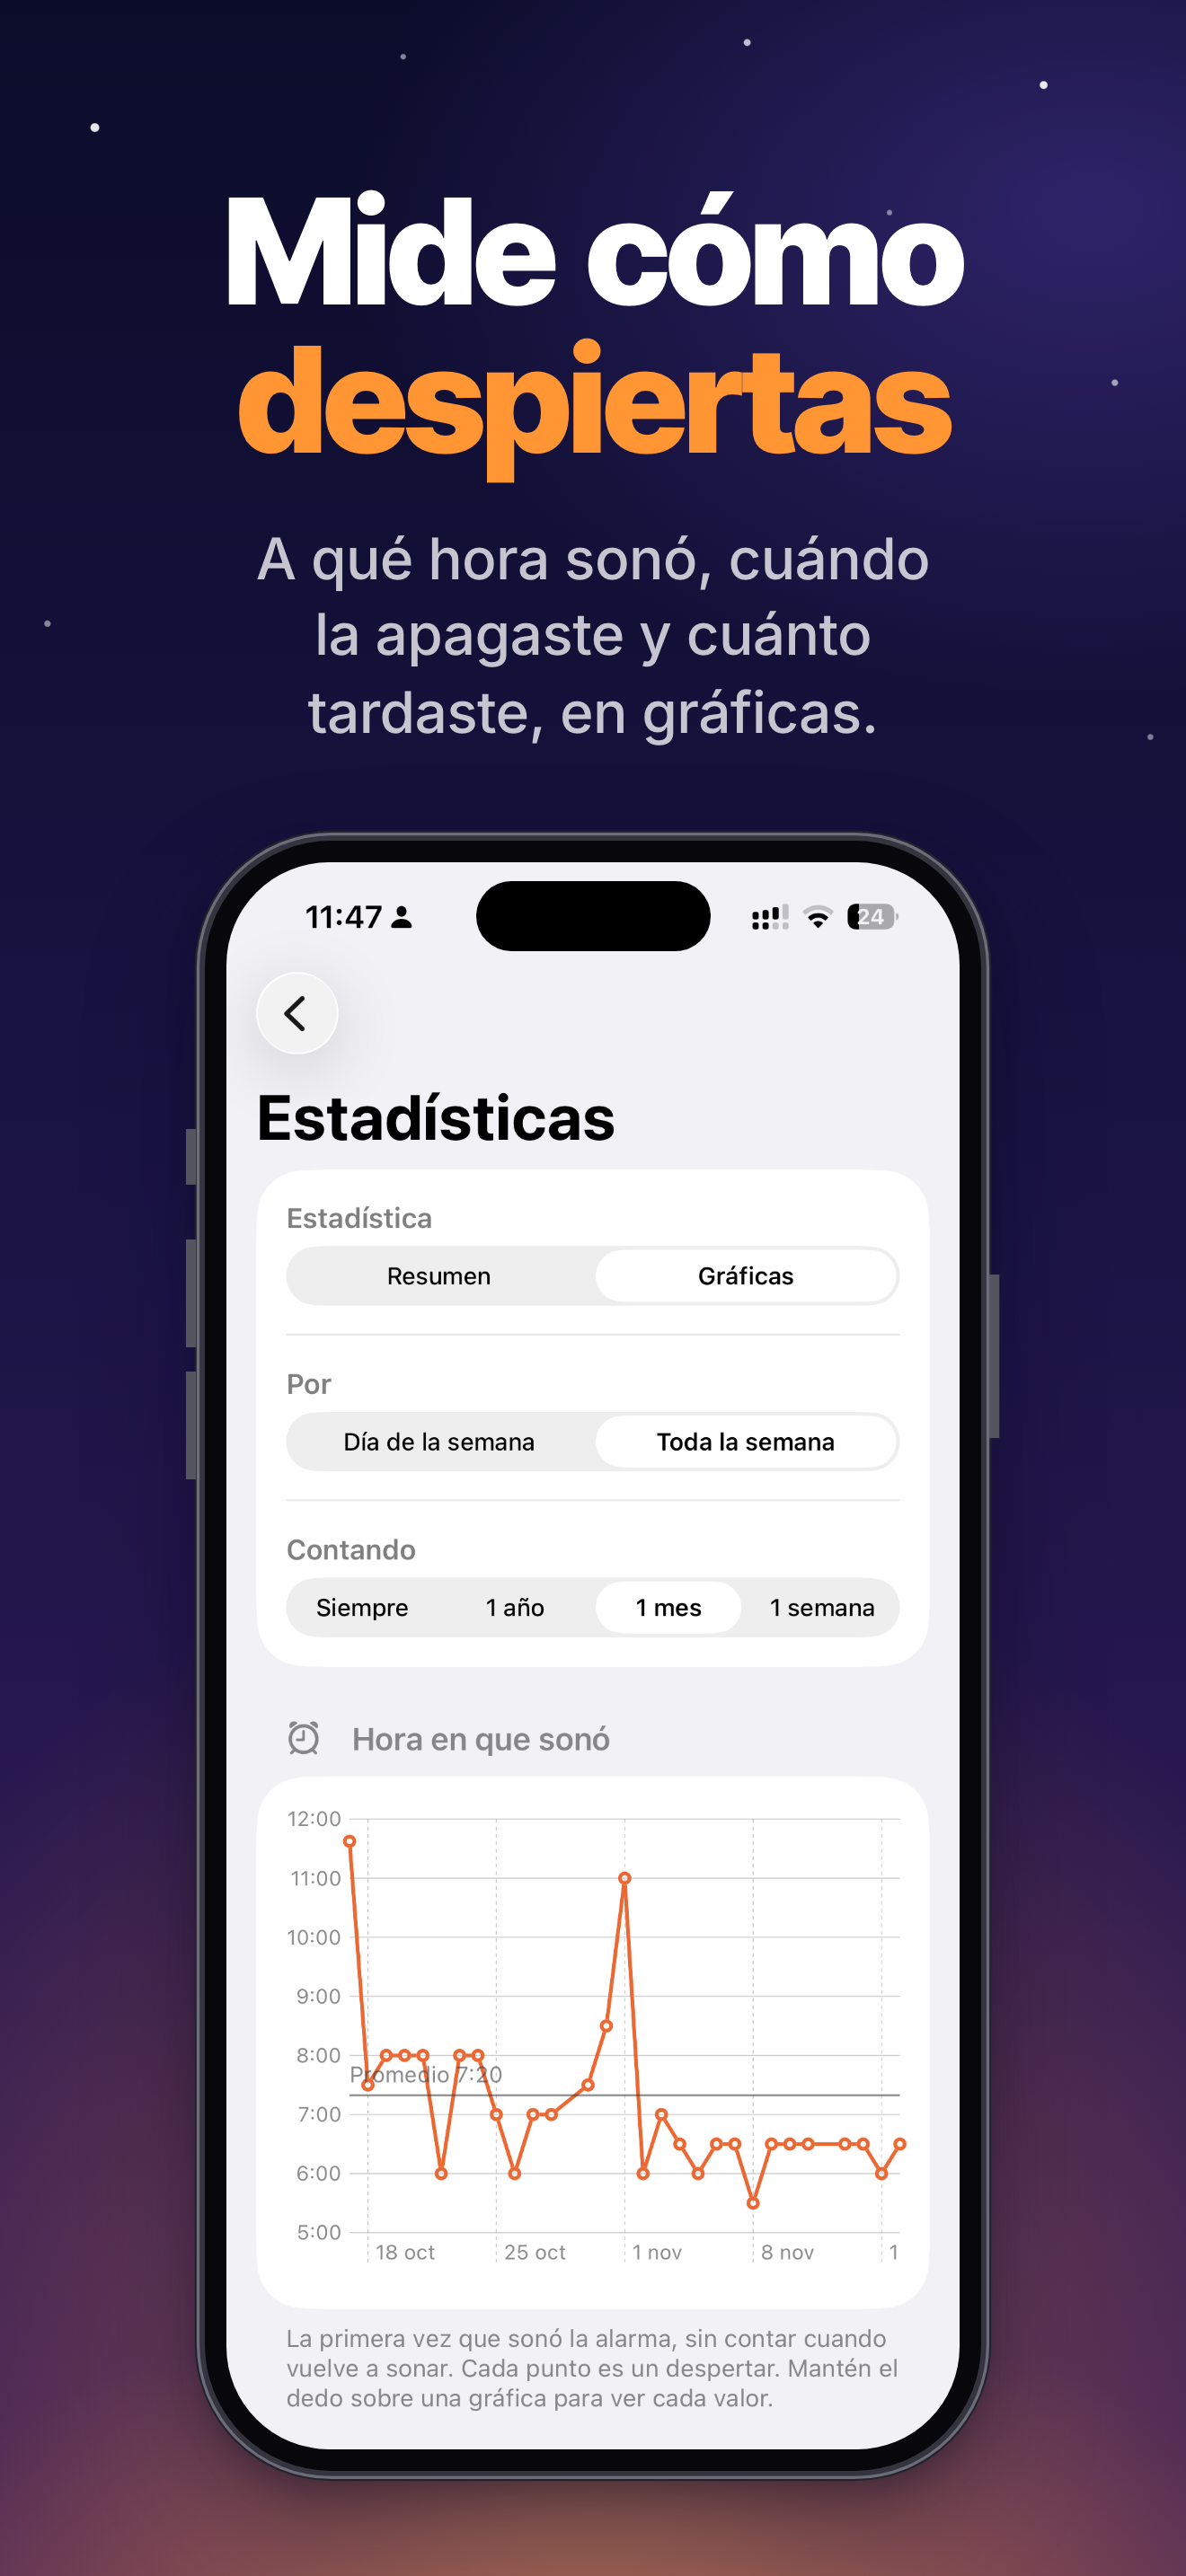 Mide cómo
despiertas
A qué hora sonó, cuándo
la apagaste y cuánto
tardaste, en gráficas.
11:47
24
Estadísticas
Estadística
Resumen Gráficas
Por
Día de la semana Toda la semana
Contando
Siempre 1 año 1 mes 1 semana
Hora en que sonó
12:00
11:00
10:00
9:00
8:00
Promedio 7:20
7:00
6:00
5:00
18 oct 25 oct 1 nov 8 nov 1
La primera vez que sonó la alarma, sin contar cuando
vuelve a sonar. Cada punto es un despertar. Mantén el
dedo sobre una gráfica para ver cada valor.